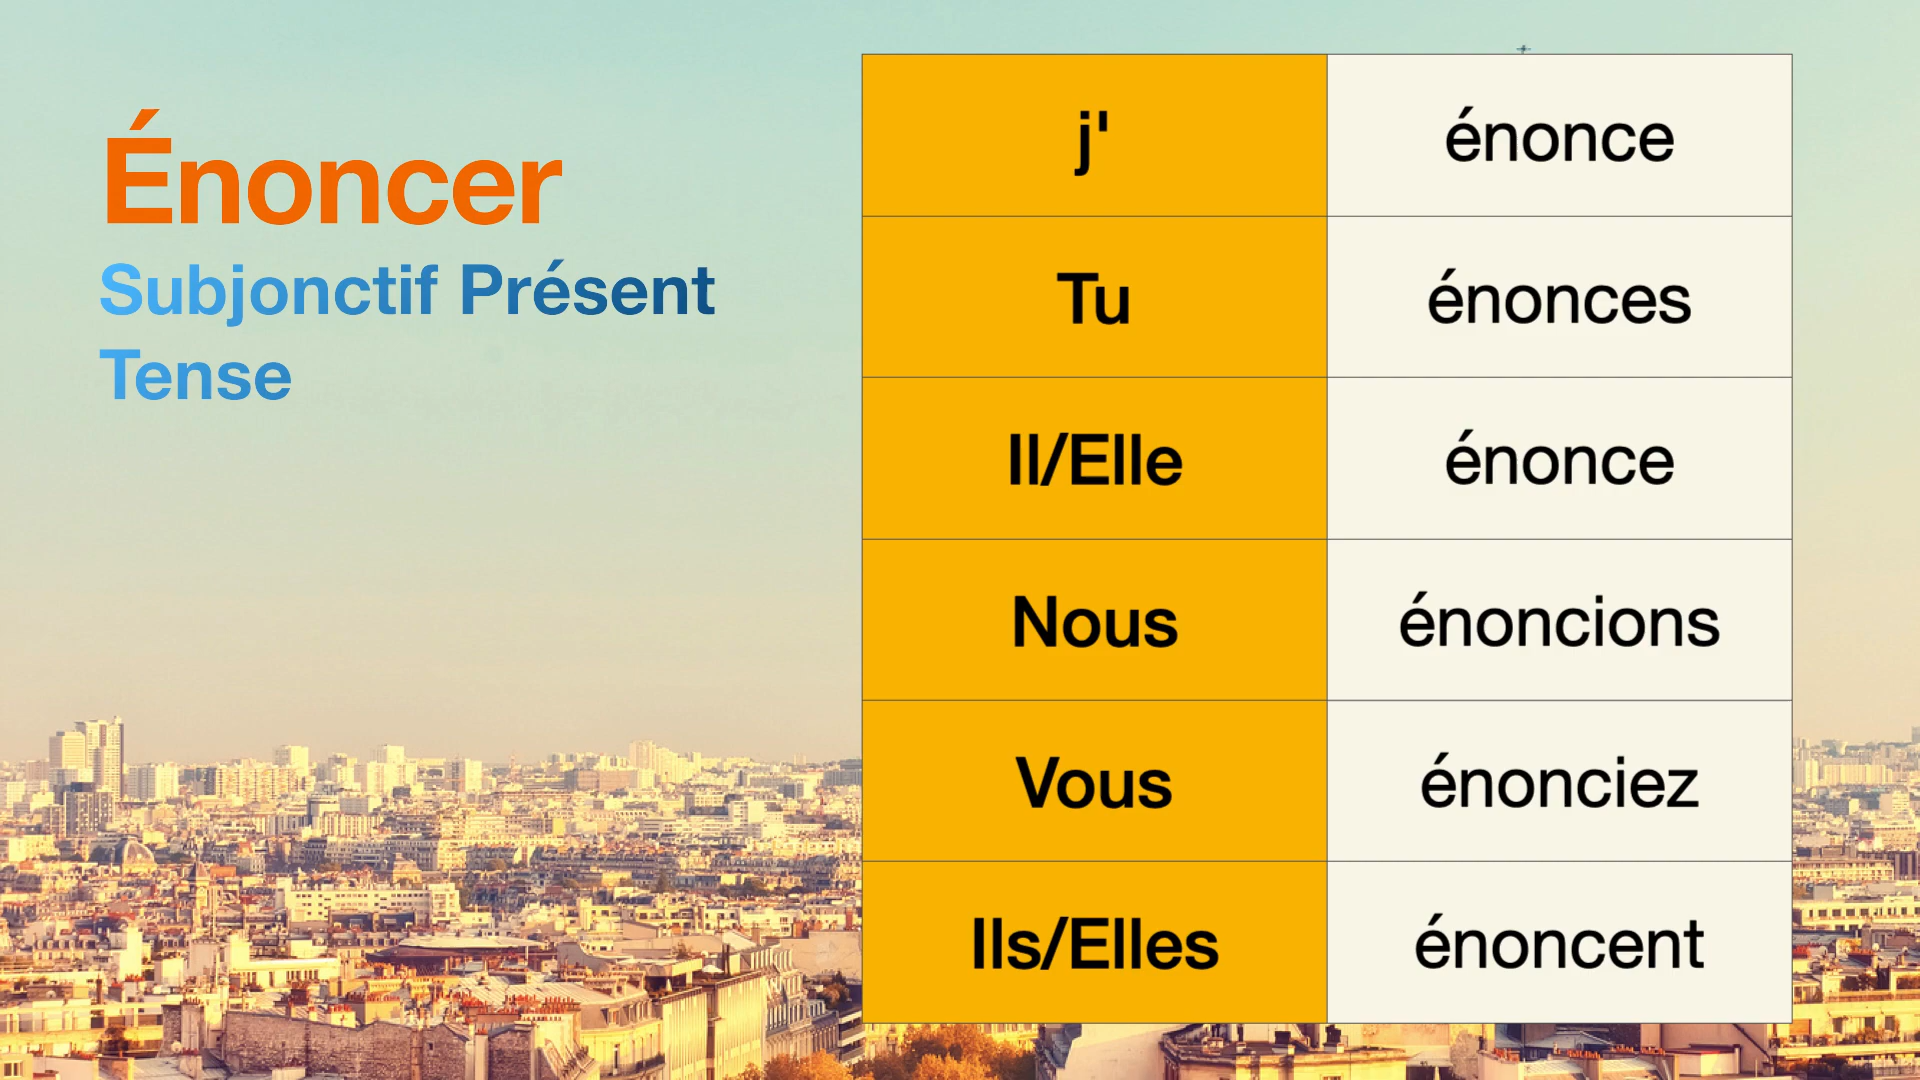 Énoncer
Subjonctif Présent
Tense
j' énonce
Tu énonces
Il/Elle énonce
Nous énoncions
Vous énonciez
Ils/Elles énoncent